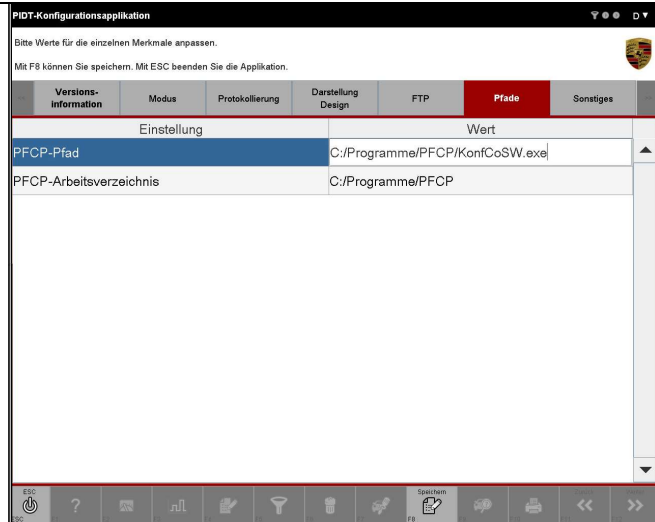 PIDT-Konfigurationsapplikation
D
Bitte Werte für die einzelnen Merkmale anpassen.
Mit F8 können Sie speichern. Mit ESC beenden Sie die Applikation.
Versions-
information
Modus
Protokollierung
Darstellung
Design
FTP
Pfade
Sonstiges
Einstellung Wert
PFCP-Pfad C:/Programme/PFCP/KonfCoSW.exe
PFCP-Arbeitsverzeichnis C:/Programme/PFCP
ESC
Speichern
ESC
F8